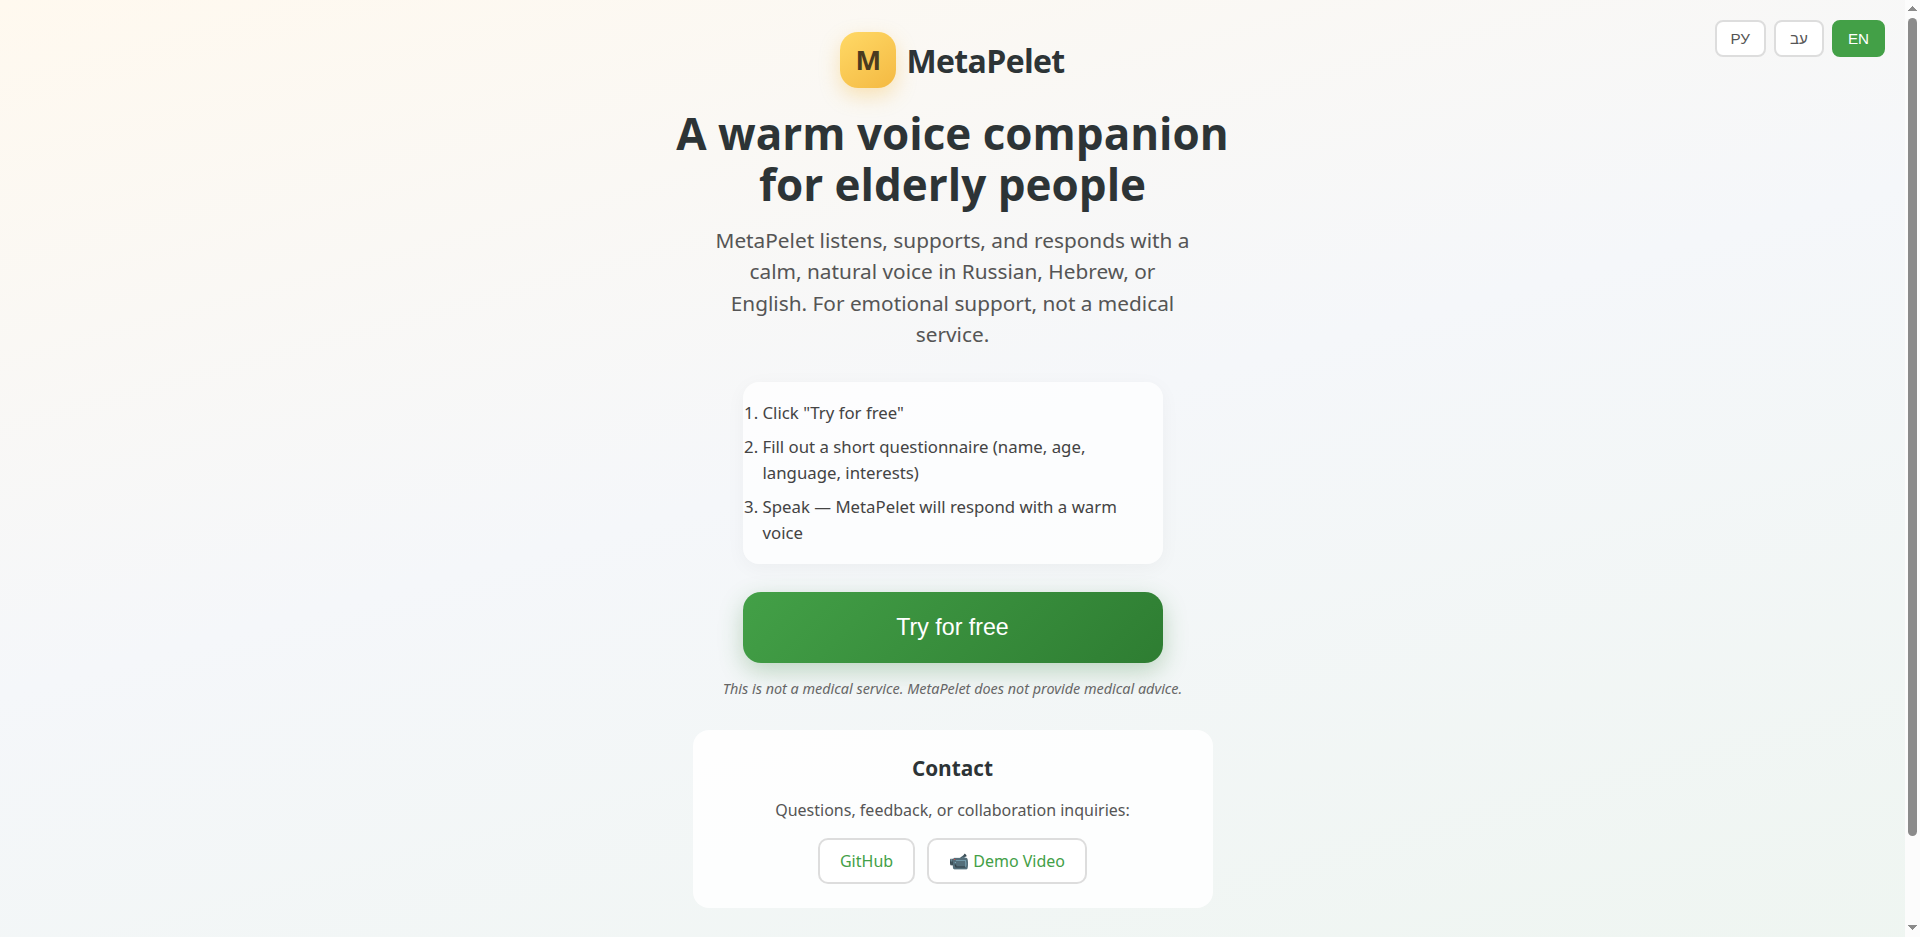 РУ
עב
EN
M
MetaPelet
A warm voice companion
for elderly people
MetaPelet listens, supports, and responds with a
calm, natural voice in Russian, Hebrew, or
English. For emotional support, not a medical
service.
1. Click "Try for free"
2. Fill out a short questionnaire (name, age,
language, interests)
3. Speak — MetaPelet will respond with a warm
voice
Try for free
This is not a medical service. MetaPelet does not provide medical advice.
Contact
Questions, feedback, or collaboration inquiries:
GitHub
📹 Demo Video